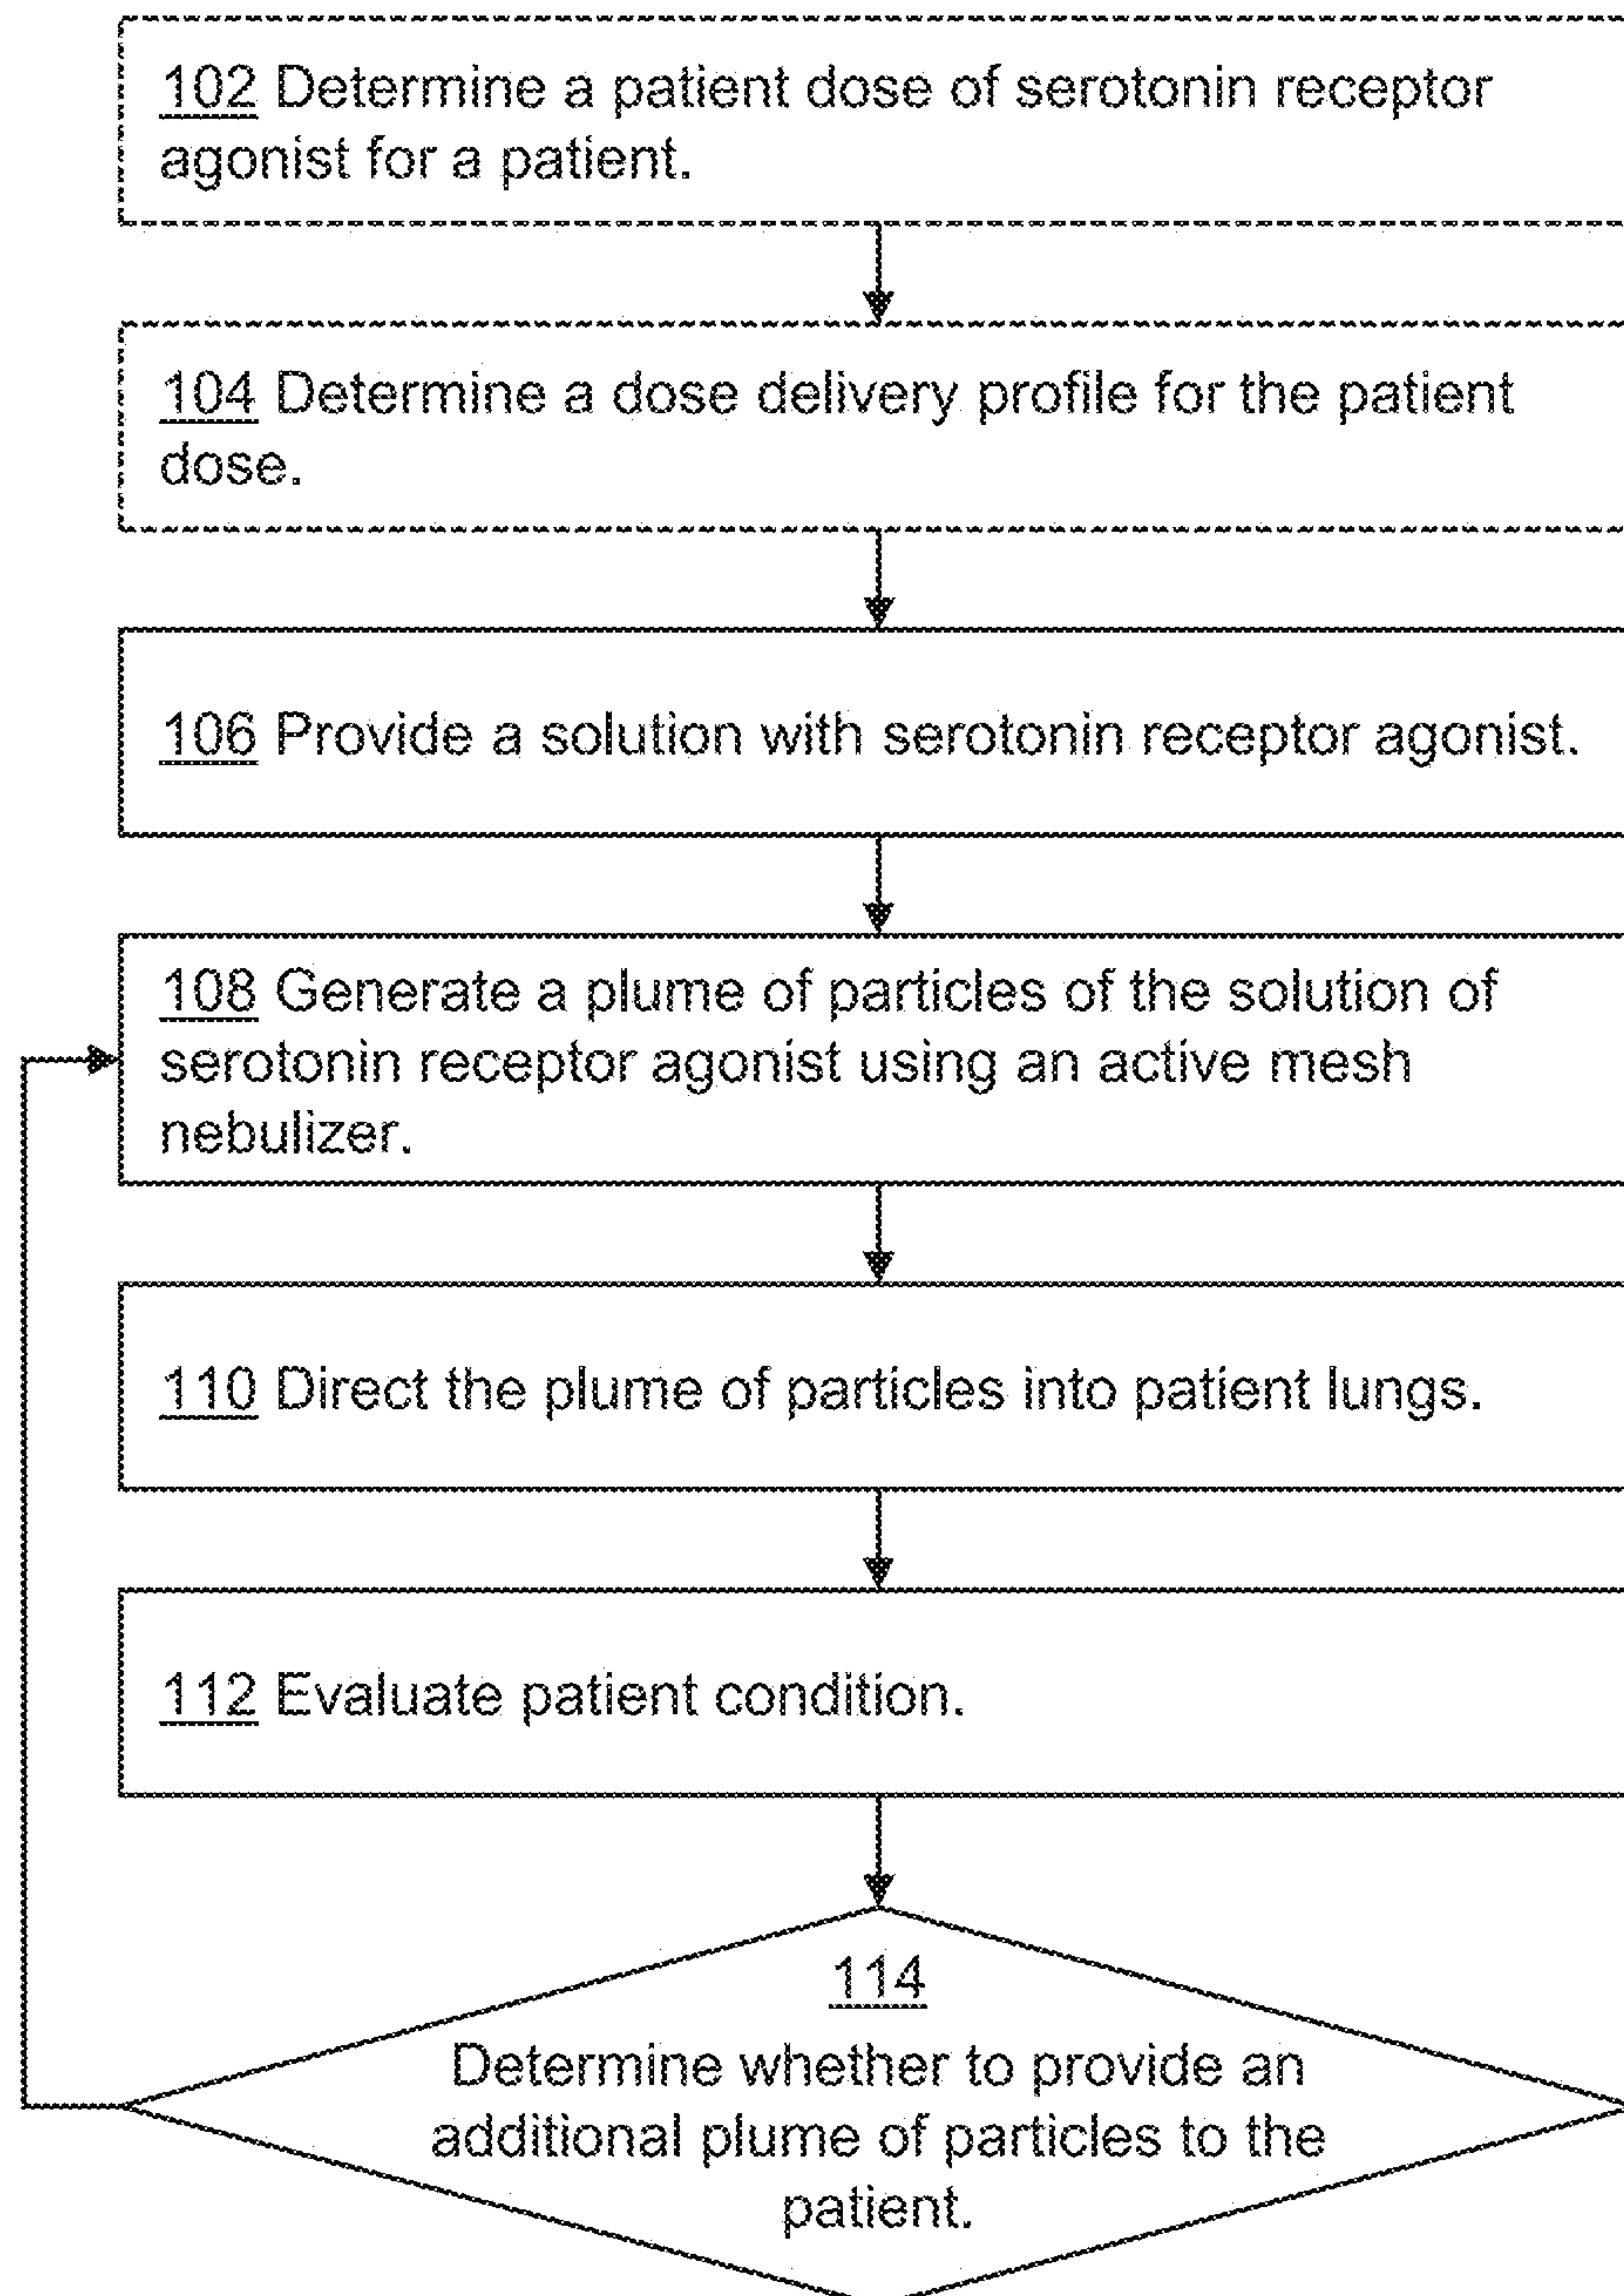 102 Determine a patient dose of serotonin receptor
agonist for a patient.
104 Determine a dose delivery profile for the patient
dose.
106 Provide a solution with serotonin receptor agonist.
108 Generate a plume of particles of the solution of
serotonin receptor agonist using an active mesh
nebulizer.
110 Direct the plume of particles into patient lungs.
112 Evaluate patient condition.
114
Determine whether to provide an
additional plume of particles to the
patient.